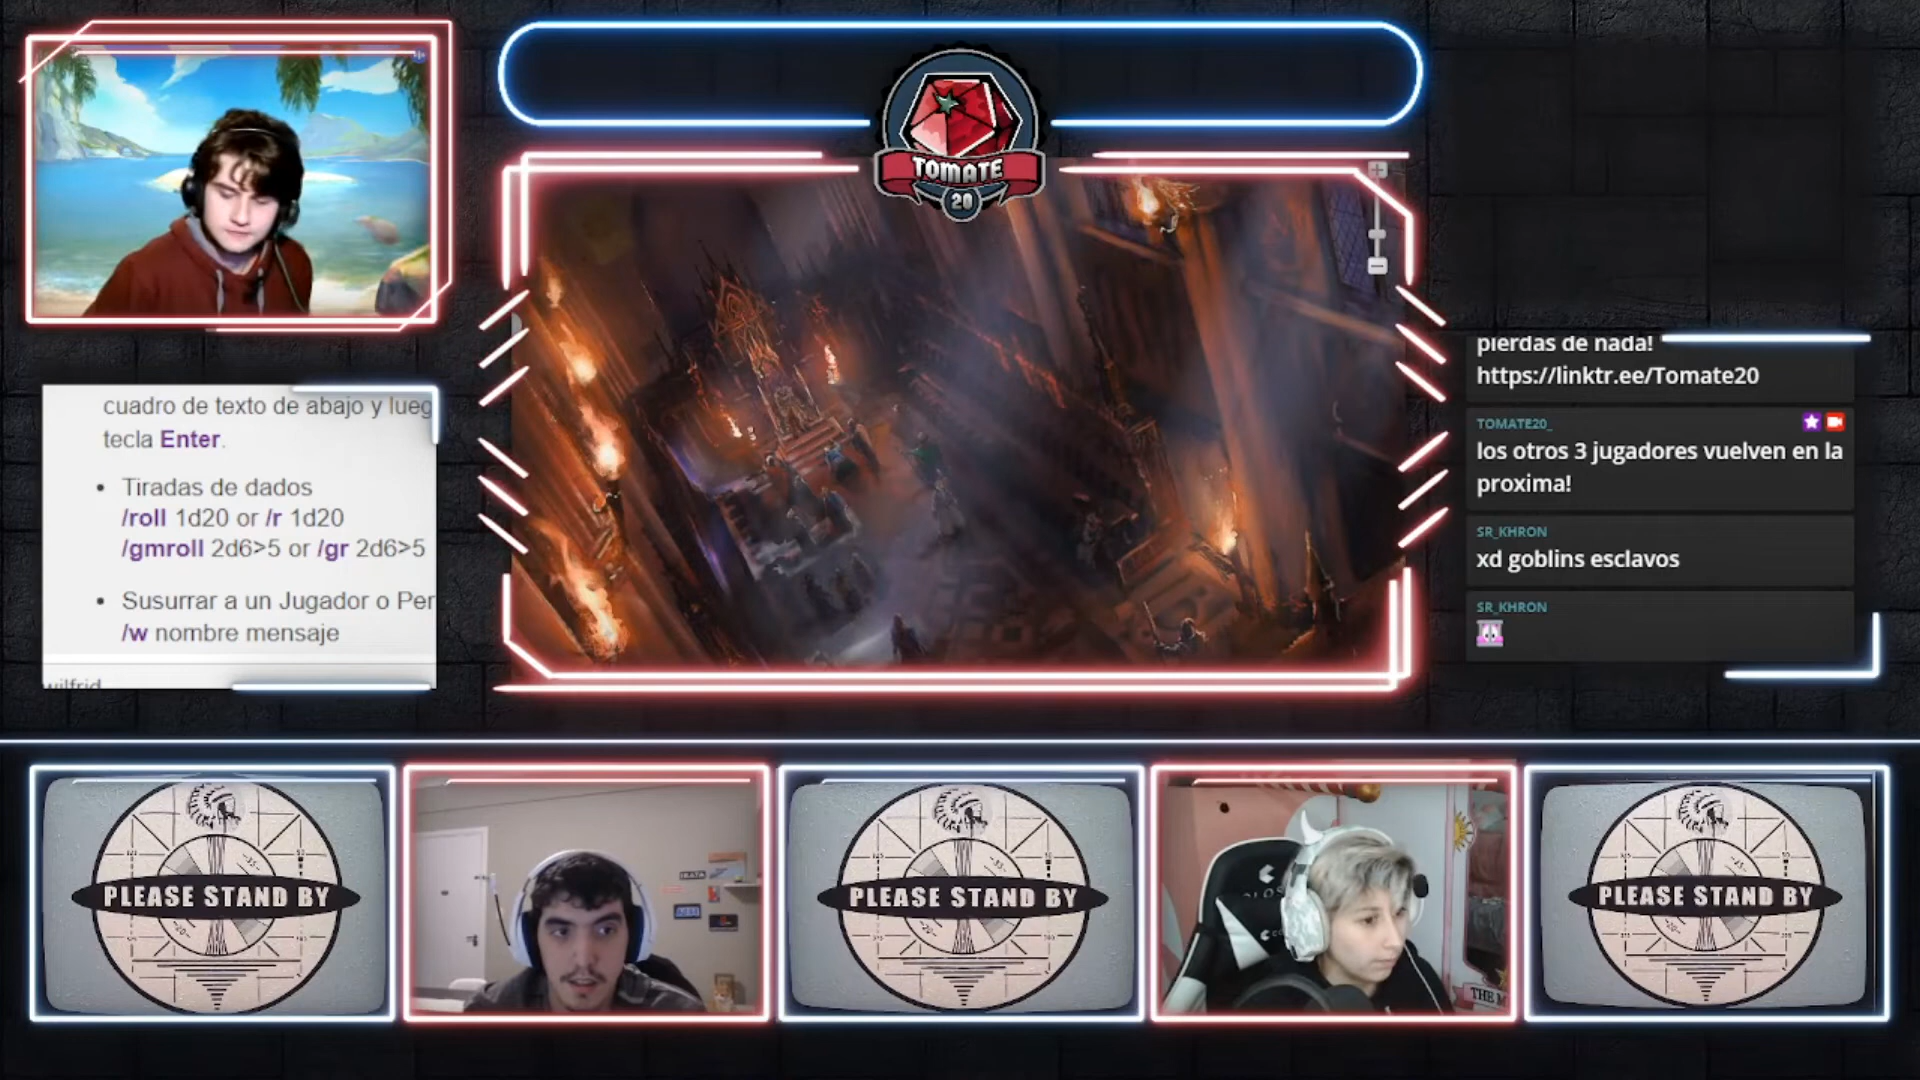 TOMATE
20
cuadro de texto de abajo y lueg
tecla Enter.
• Tiradas de dados
/roll 1d20 or /r 1d20
/gmroll 2d6>5 or /gr 2d6>5
• Susurrar a un Jugador o Per
/w nombre mensaje
wilfrid
pierdas de nada!
https://linktr.ee/Tomate20
TOMATE20_
los otros 3 jugadores vuelven en la
proxima!
SR_KHRON
xd goblins esclavos
SR_KHRON
PLEASE STAND BY
PLEASE STAND BY
THE M
PLEASE STAND BY